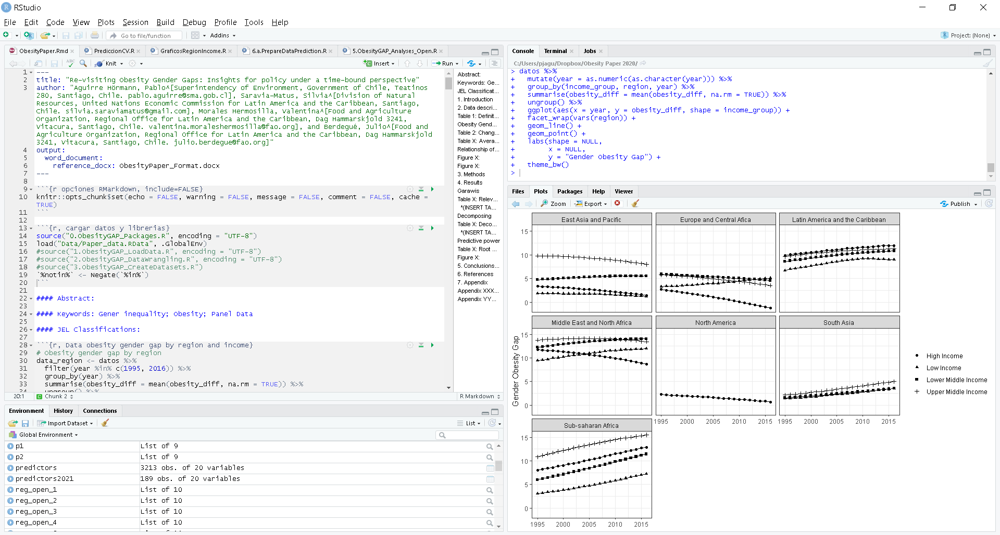 RStudio
File Edit Code View Plots Session Build Debug Profile Tools Help
Go to file/function Addins Project: (None)
ObesityPaper.Rmd PrediccionCV.R GraficosRegionIncome.R 6.a.PrepareDataPrediction.R 5.ObesityGAP_Analyses_Open.R
ABC Knit Insert Run
1 ---
2 title: "Re-visiting Obesity Gender Gaps: Insights for policy under a time-bound perspective"
3 author: "Aguirre Hörmann, Pablo^[Superintendency of Environment, Government of Chile, Teatinos
280, Santiago, Chile. pablo.aguirre@sma.gob.cl], Saravia-Matus, Silvia^[Division of Natural
Resources, United Nations Economic Commission for Latin America and the Caribbean, Santiago,
Chile. silvia.saraviamatus@gmail.com], Morales Hermosilla, Valentina^[Food and Agriculture
Organization, Regional Office for Latin America and the Caribbean, Dag Hammarskjold 3241,
Vitacura, Santiago, Chile. valentina.moraleshermosilla@fao.org], and Berdegué, Julio^[Food and
Agriculture Organization, Regional Office for Latin America and the Caribbean, Dag Hammarskjold
3241, Vitacura, Santiago, Chile. julio.berdegue@fao.org]"
4 output:
5 word_document:
6 reference_docx: ObesityPaper_Format.docx
7 ---
8
9 ```{r opciones RMarkdown, include=FALSE}
10 knitr::opts_chunk$set(echo = FALSE, warning = FALSE, message = FALSE, comment = FALSE, cache =
TRUE)
11 ```
12
13 ```{r, cargar datos y librerias}
14 source("0.ObesityGAP_Packages.R", encoding = "UTF-8")
15 load("Data/Paper_data.RData", .GlobalEnv)
16 #source("1.ObesityGAP_LoadData.R", encoding = "UTF-8")
17 #source("2.ObesityGAP_DataWrangling.R", encoding = "UTF-8")
18 #source("3.ObesityGAP_CreateDatasets.R")
19 `%notin%` <- Negate(`%in%`)
20 ```
21
22 #### Abstract:
23
24 #### Keywords: Gener inequality; Obesity; Panel Data
25
26 #### JEL Classifications:
27
28 ```{r, Data obesity gender gap by region and income}
29 # Obesity gender gap by region
30 data_region <- datos %>%
31 filter(year %in% c(1995, 2016)) %>%
32 group_by(year) %>%
33 summarise(obesity_diff = mean(obesity_diff, na.rm = TRUE)) %>%
34 ungroup() %>%
20:1 Chunk 2 R Markdown
Abstract:
Keywords: Ge...
JEL Classificat...
1. Introduction
2. Data descri...
Table 1: Definit...
Obesity Gend...
Table 2: Chang...
Table X: Avera...
Relationship of...
Figure X:
Figure X:
3. Methods
4. Results
Garawis
Table X: Relev...
*(INSERT TA...
Decomposing
Table X: Deco...
*(INSERT TA...
Predictive power
Table X: Root ...
Figure X:
5. Conclusions...
6. References
7. Appendix
Appendix XXX...
Appendix YY...
Environment History Connections
Import Dataset List
Global Environment
p1 List of 9
p2 List of 9
predictors 3213 obs. of 20 variables
predictors2021 189 obs. of 20 variables
reg_open_1 List of 10
reg_open_2 List of 10
reg_open_3 List of 10
reg_open_4 List of 10
Console Terminal Jobs
C:/Users/pjagu/Dropbox/Obesity Paper 2020/
> datos %>%
+ mutate(year = as.numeric(as.character(year))) %>%
+ group_by(income_group, region, year) %>%
+ summarise(obesity_diff = mean(obesity_diff, na.rm = TRUE)) %>%
+ ungroup() %>%
+ ggplot(aes(x = year, y = obesity_diff, shape = income_group)) +
+ facet_wrap(vars(region)) +
+ geom_line() +
+ geom_point() +
+ labs(shape = NULL,
+ x = NULL,
+ y = "Gender Obesity Gap") +
+ theme_bw()
>
Files Plots Packages Help Viewer
Zoom Export Publish
East Asia and Pacific Europe and Central Afica Latin America and the Caribbean
15
10
5
0
Middle East and North Africa North America South Asia
15
10
5
0
1995 2000 2005 2010 2015 1995 2000 2005 2010 2015
Sub-saharan Africa
15
10
5
0
1995 2000 2005 2010 2015
Gender Obesity Gap
High Income
Low Income
Lower Middle Income
Upper Middle Income